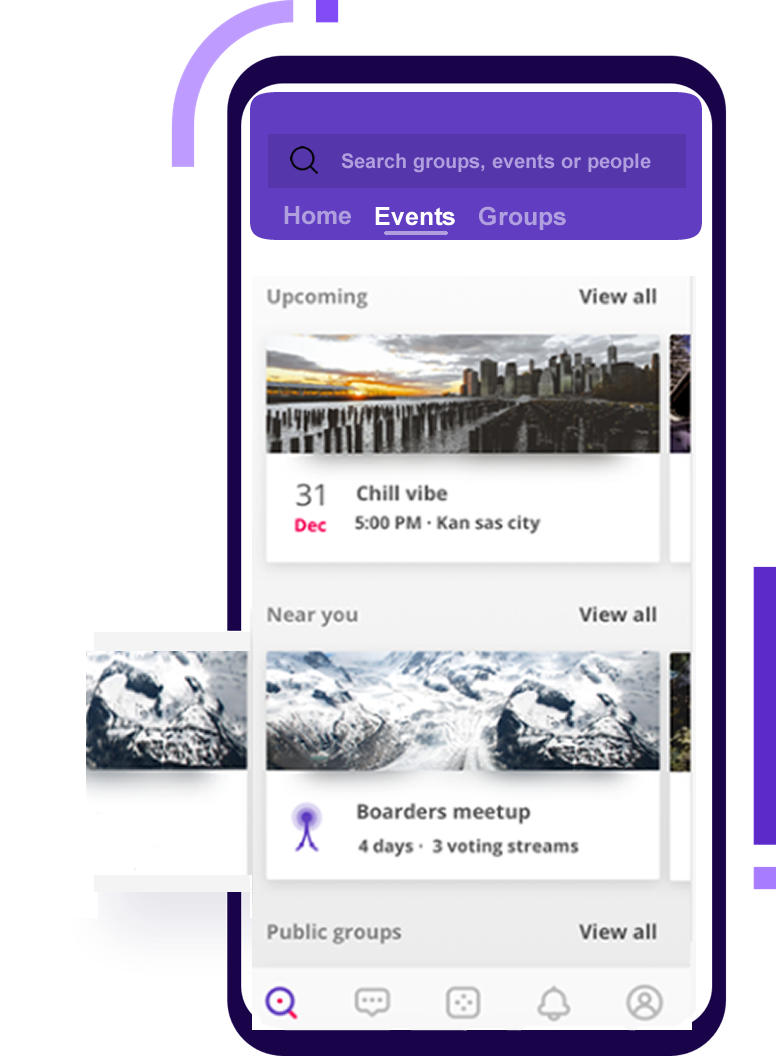 Search groups, events or people
Home Events Groups
Upcoming View all
31 Chill vibe
Dec 5:00 PM · Kan sas city
Near you View all
Boarders meetup
4 days · 3 voting streams
Public groups View all